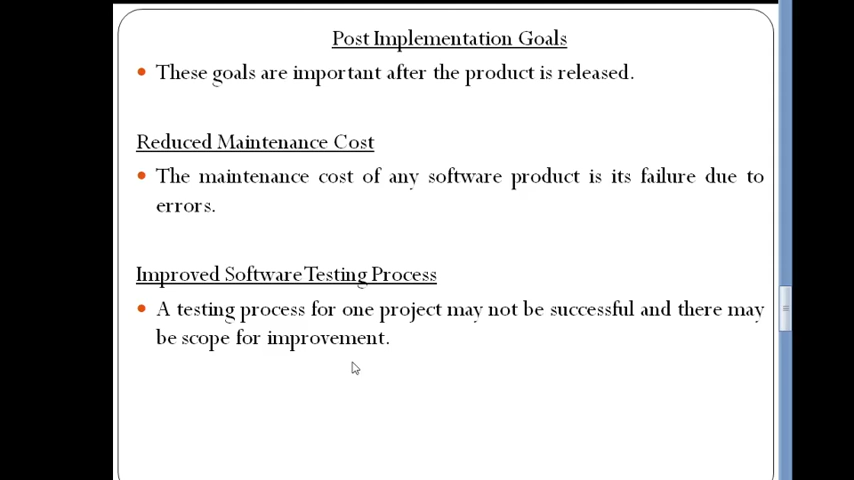 Post Implementation Goals
• These goals are important after the product is released.
Reduced Maintenance Cost
• The maintenance cost of any software product is its failure due to
errors.
Improved Software Testing Process
• A testing process for one project may not be successful and there may
be scope for improvement.